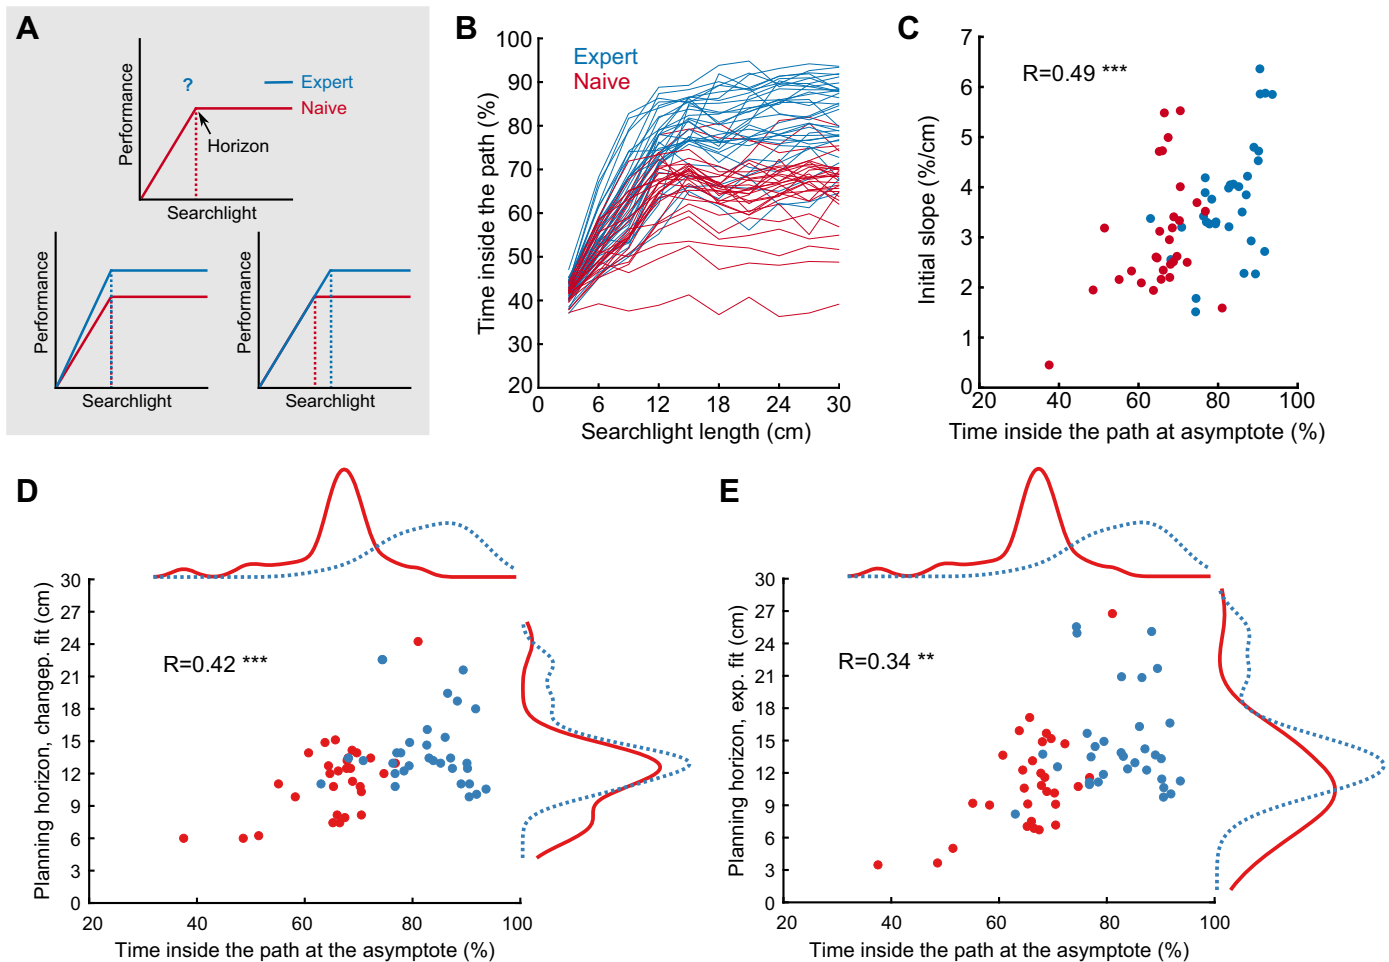 A
Performance
?
Expert
Naive
Horizon
Searchlight
Performance
Searchlight
Performance
Searchlight
B
Time inside the path (%)
100
90
80
70
60
50
40
30
20
Expert
Naive
0 6 12 18 24 30
Searchlight length (cm)
C
Initial slope (%/cm)
7
6
5
4
3
2
1
0
R=0.49 ***
20 40 60 80 100
Time inside the path at asymptote (%)
D
Planning horizon, changep. fit (cm)
30
27
24
21
18
15
12
9
6
3
0
R=0.42 ***
20 40 60 80 100
Time inside the path at the asymptote (%)
E
Planning horizon, exp. fit (cm)
30
27
24
21
18
15
12
9
6
3
0
R=0.34 **
20 40 60 80 100
Time inside the path at the asymptote (%)